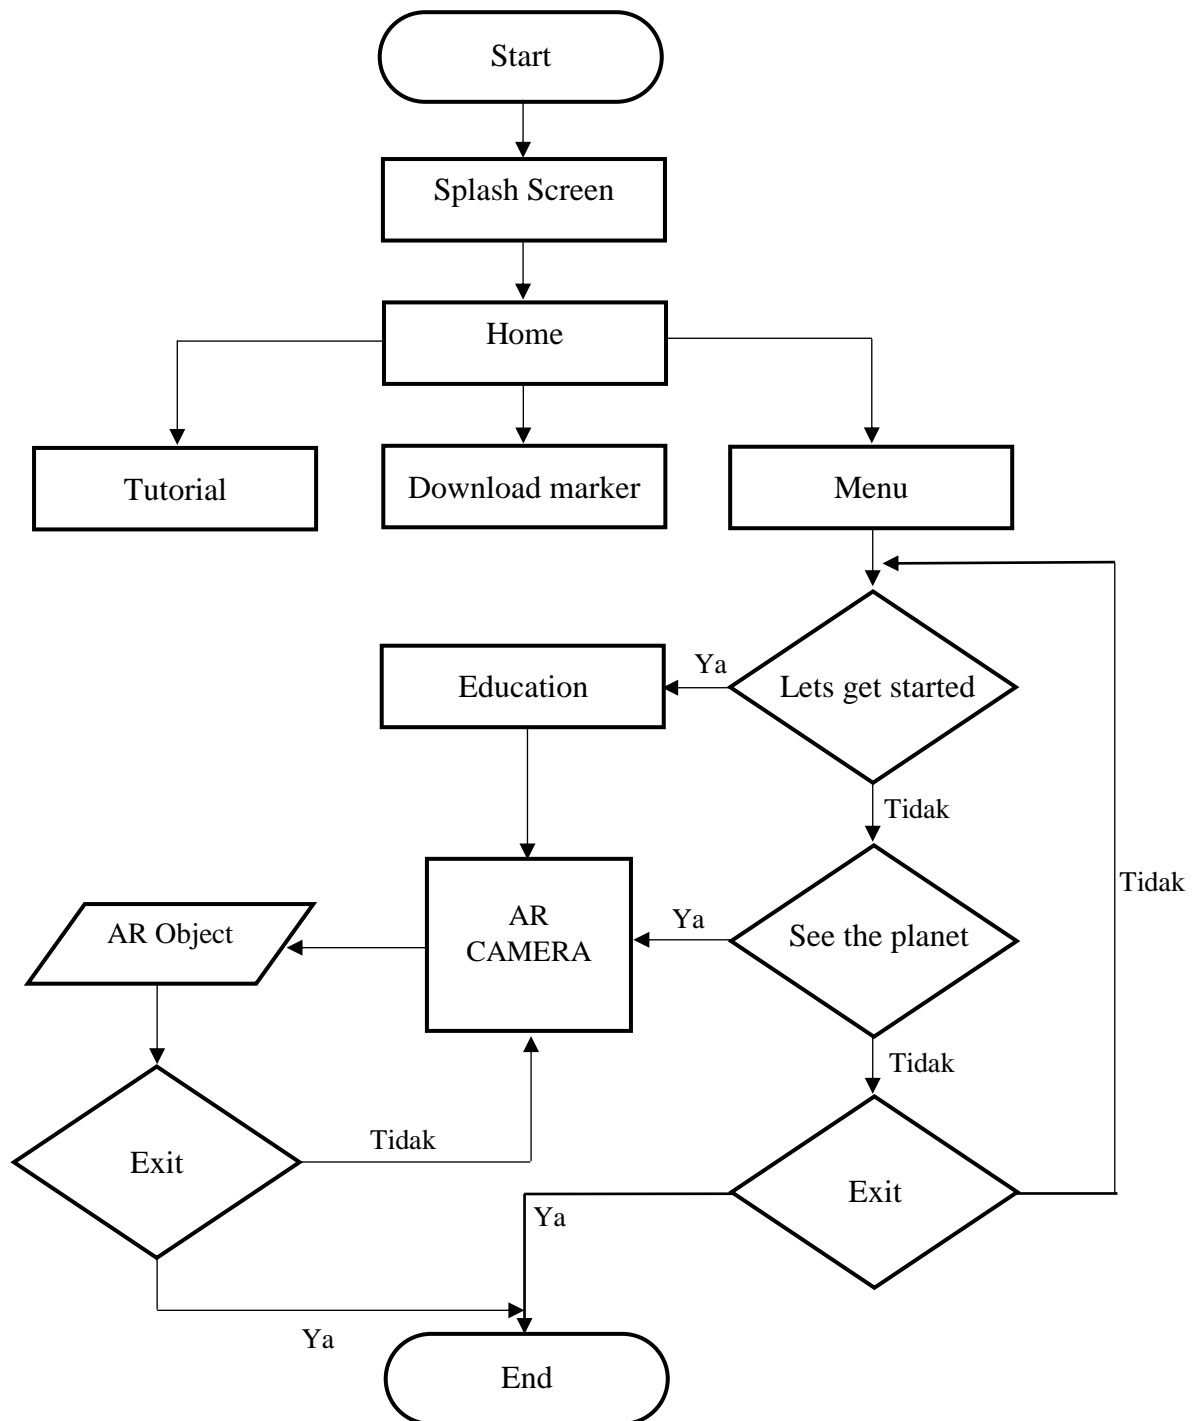 Start
Splash Screen
Home
Tutorial
Download marker
Menu
Ya
Education
Lets get started
Tidak
Tidak
AR
CAMERA
Ya
See the planet
AR Object
Tidak
Tidak
Exit
Ya
Exit
Ya
End